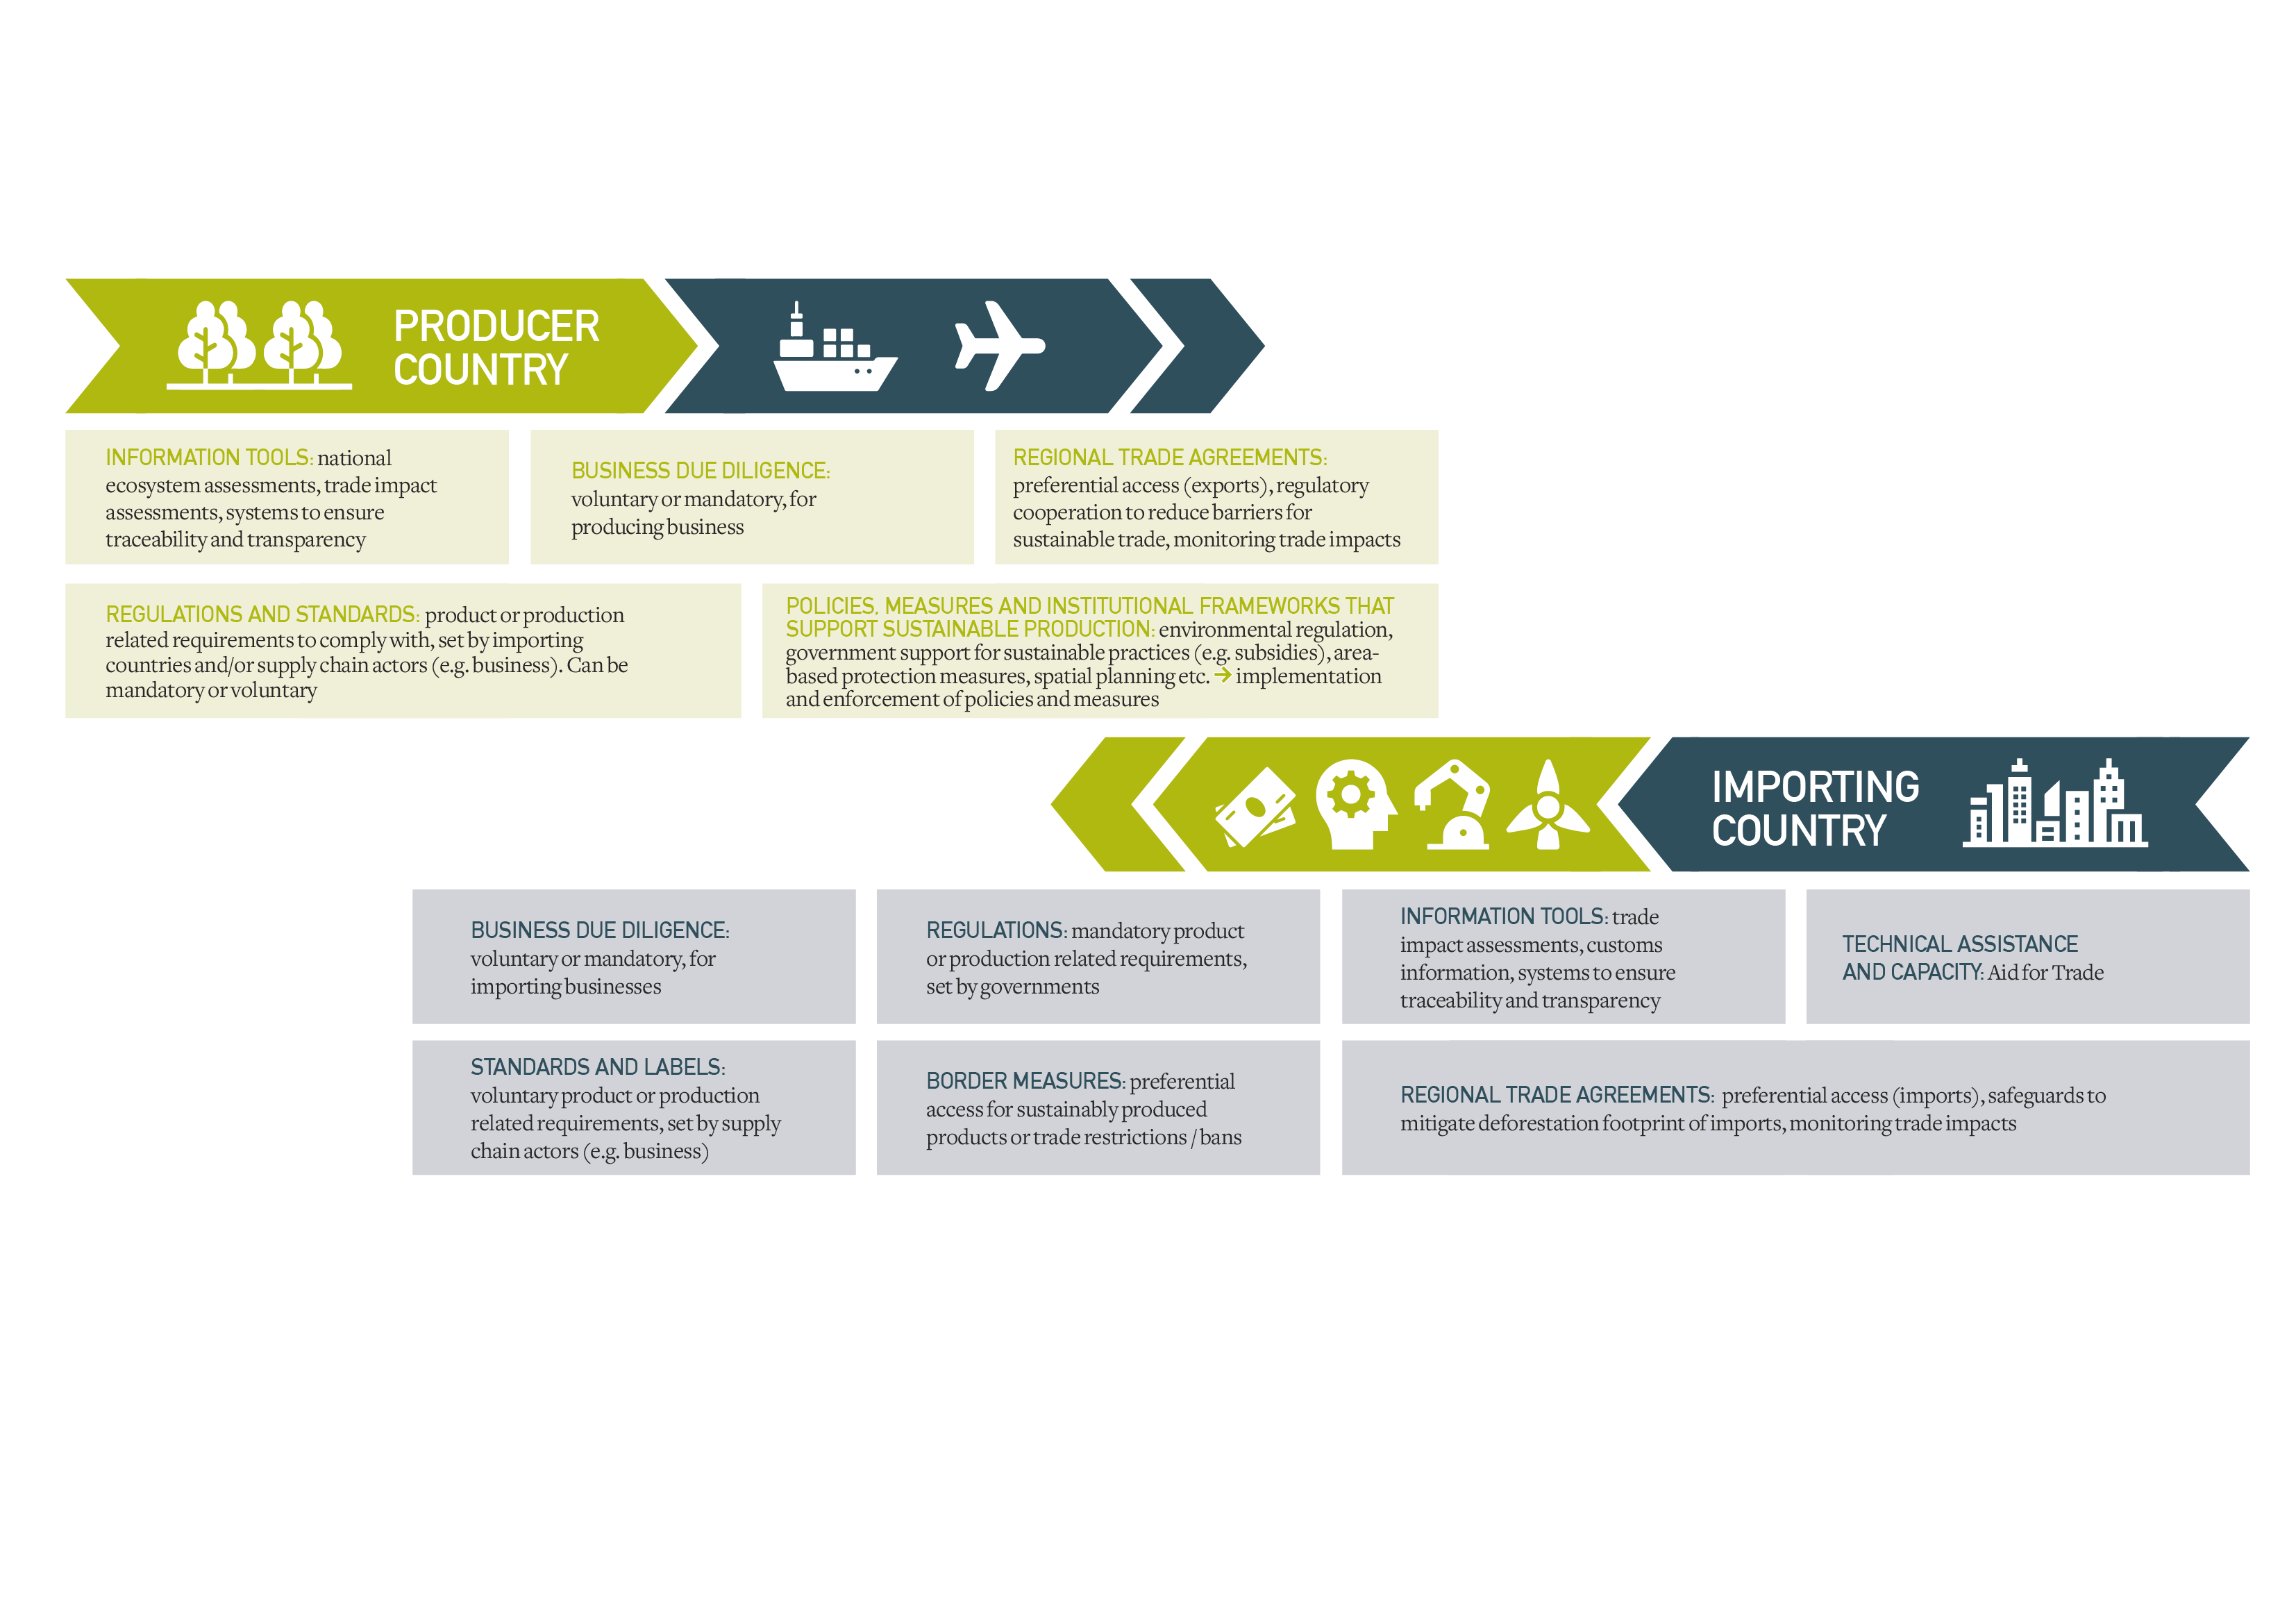 PRODUCER
COUNTRY
INFORMATION TOOLS: national
ecosystem assessments, trade impact
assessments, systems to ensure
traceability and transparency
BUSINESS DUE DILIGENCE:
voluntary or mandatory, for
producing business
REGIONAL TRADE AGREEMENTS:
preferential access (exports), regulatory
cooperation to reduce barriers for
sustainable trade, monitoring trade impacts
REGULATIONS AND STANDARDS: product or production
related requirements to comply with, set by importing
countries and/or supply chain actors (e.g. business). Can be
mandatory or voluntary
POLICIES, MEASURES AND INSTITUTIONAL FRAMEWORKS THAT
SUPPORT SUSTAINABLE PRODUCTION: environmental regulation,
government support for sustainable practices (e.g. subsidies), area-
based protection measures, spatial planning etc. → implementation
and enforcement of policies and measures
IMPORTING
COUNTRY
BUSINESS DUE DILIGENCE:
voluntary or mandatory, for
importing businesses
REGULATIONS: mandatory product
or production related requirements,
set by governments
INFORMATION TOOLS: trade
impact assessments, customs
information, systems to ensure
traceability and transparency
TECHNICAL ASSISTANCE
AND CAPACITY: Aid for Trade
STANDARDS AND LABELS:
voluntary product or production
related requirements, set by supply
chain actors (e.g. business)
BORDER MEASURES: preferential
access for sustainably produced
products or trade restrictions / bans
REGIONAL TRADE AGREEMENTS: preferential access (imports), safeguards to
mitigate deforestation footprint of imports, monitoring trade impacts